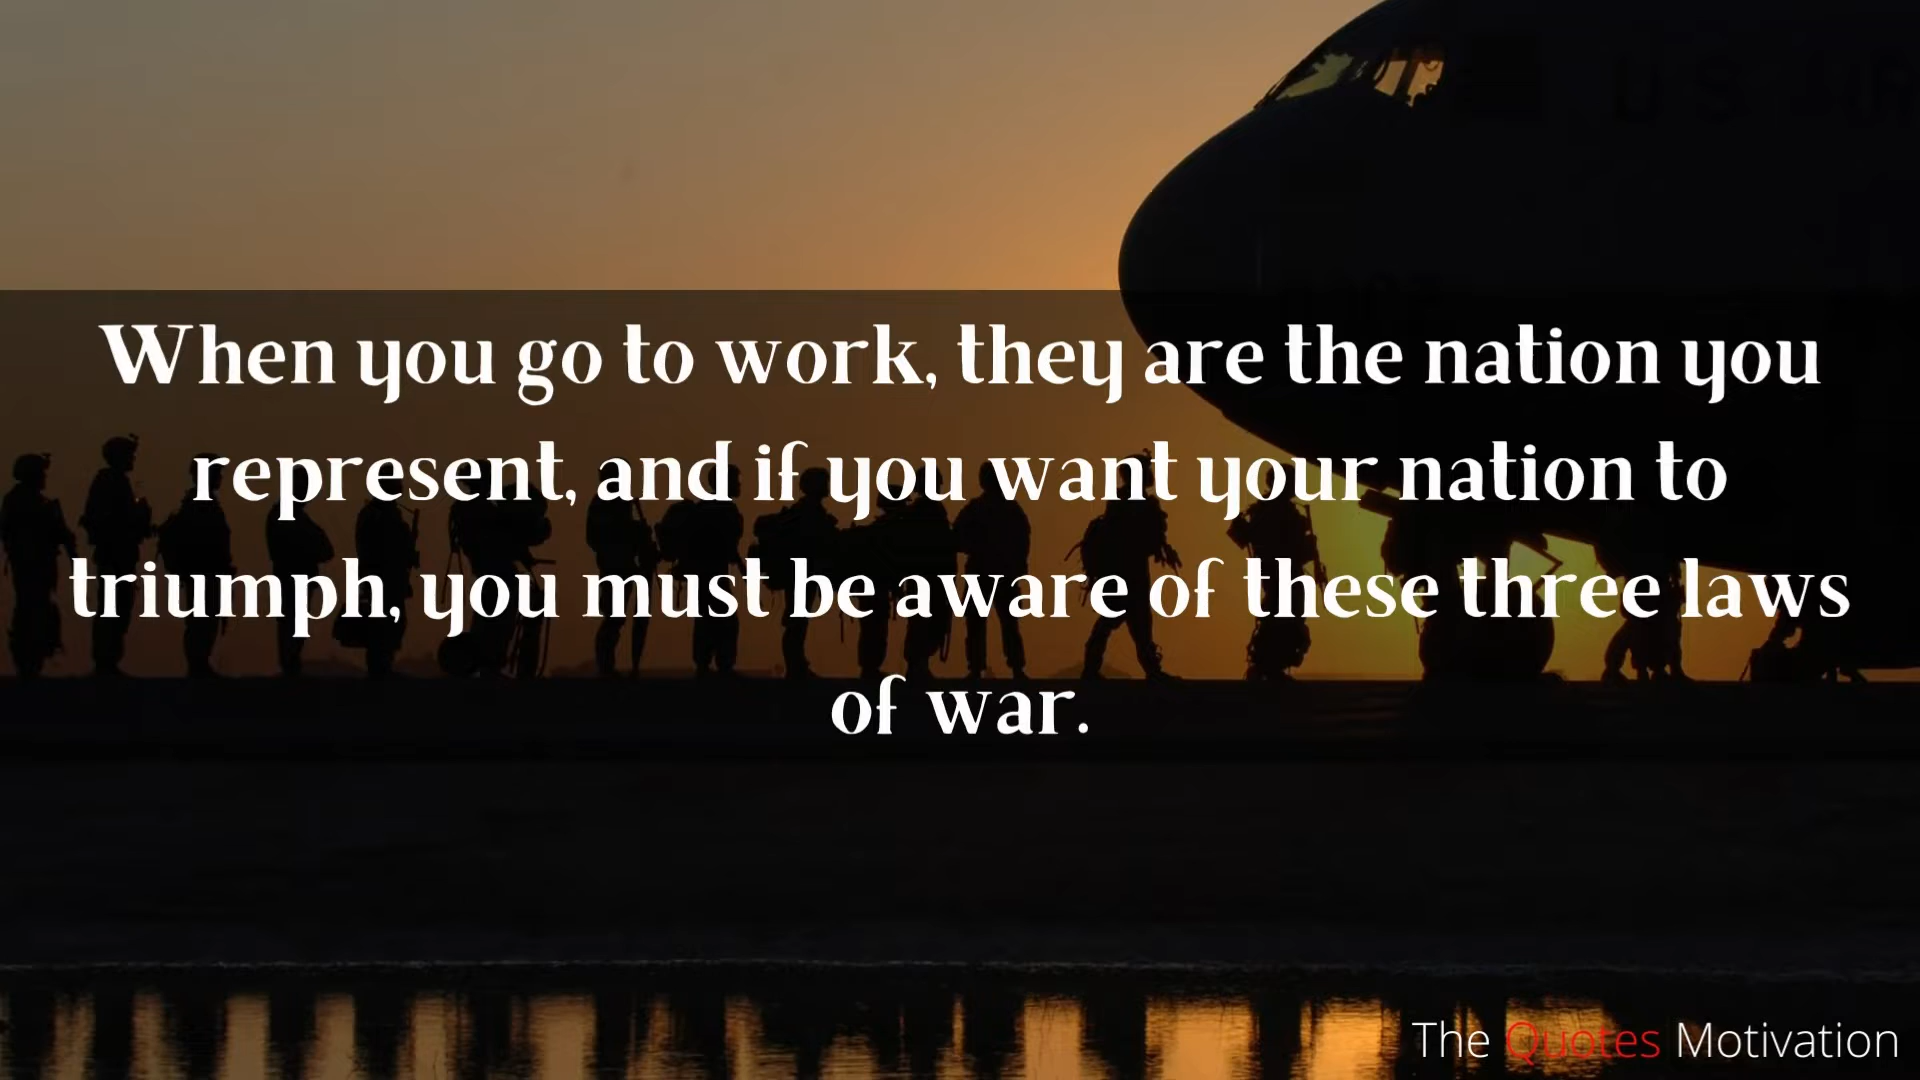 When you go to work, they are the nation you
represent, and if you want your nation to
triumph, you must be aware of these three laws
of war.
The Quotes Motivation